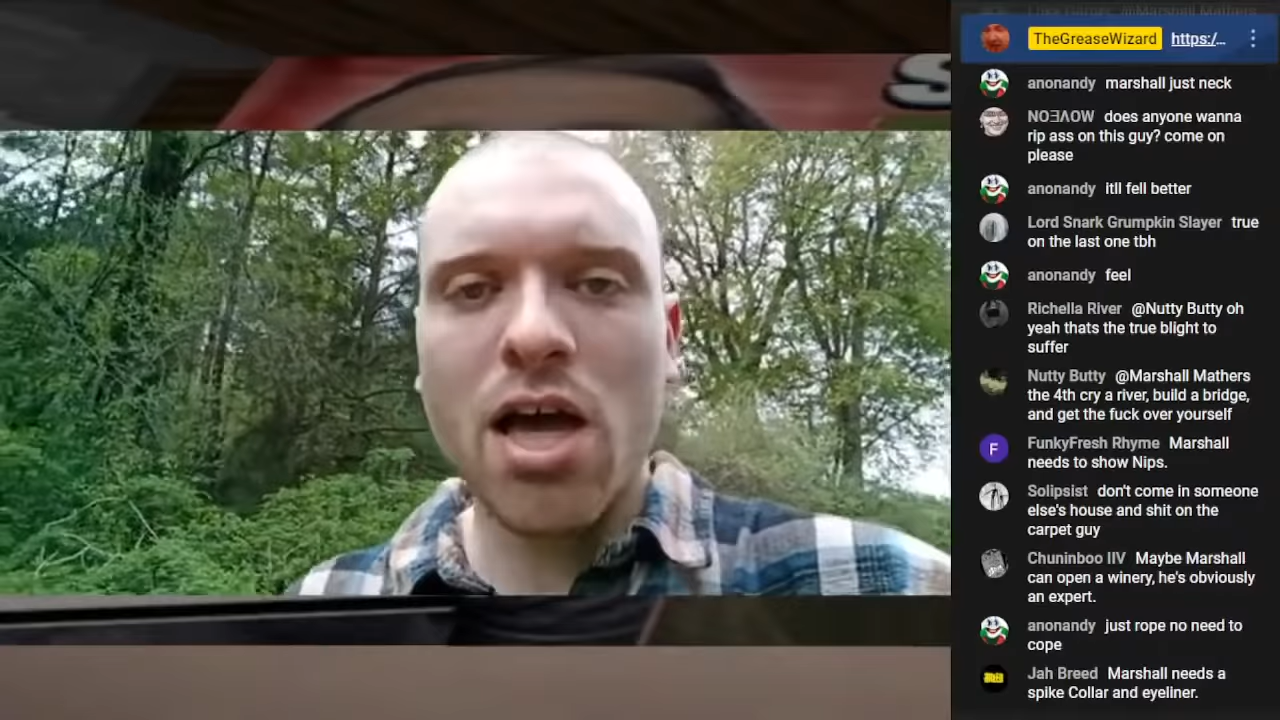 S
TheGreaseWizard https:/...
anonandy marshall just neck
NOƎΛOW does anyone wanna
rip ass on this guy? come on
please
anonandy itll fell better
Lord Snark Grumpkin Slayer true
on the last one tbh
anonandy feel
Richella River @Nutty Butty oh
yeah thats the true blight to
suffer
Nutty Butty @Marshall Mathers
the 4th cry a river, build a bridge,
and get the fuck over yourself
FunkyFresh Rhyme Marshall
needs to show Nips.
F
Solipsist don't come in someone
else's house and shit on the
carpet guy
Chuninboo IIV Maybe Marshall
can open a winery, he's obviously
an expert.
anonandy just rope no need to
cope
Jah Breed Marshall needs a
spike Collar and eyeliner.